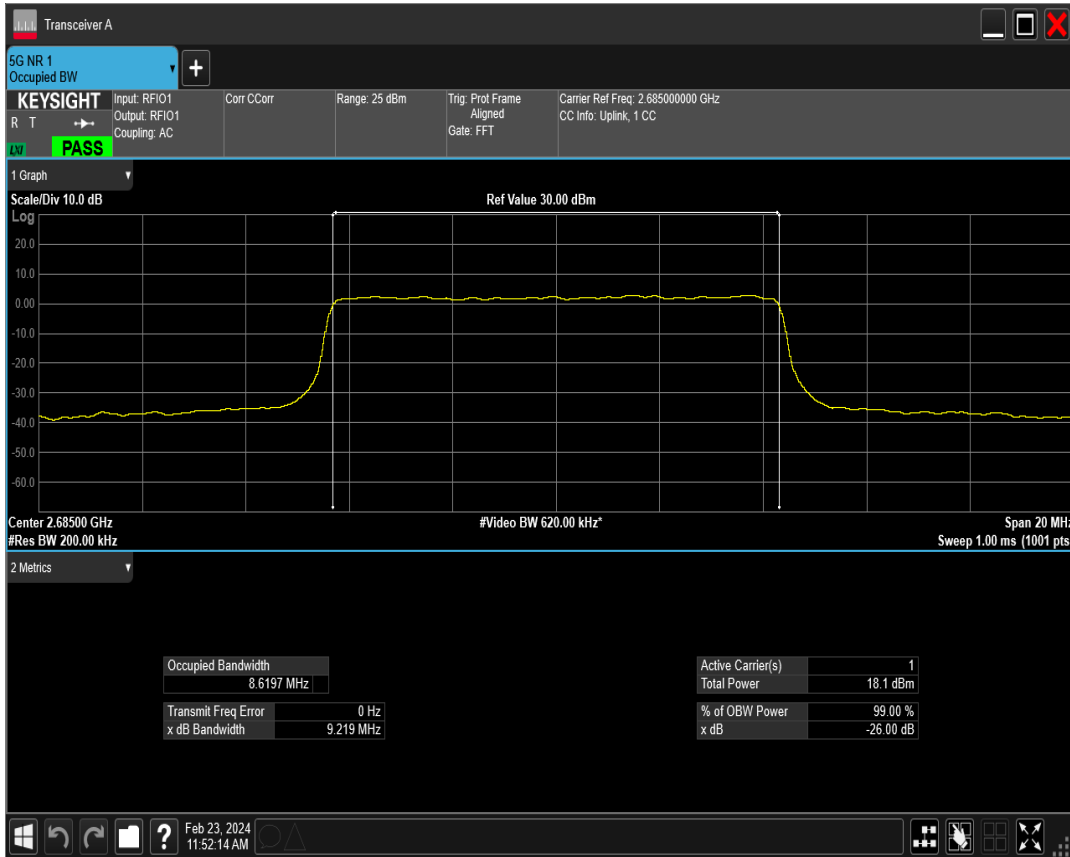 Transceiver A
5G NR 1
Occupied BW
KEYSIGHT
R T
LXI
PASS
Input: RFIO1
Output: RFIO1
Coupling: AC
Corr CCorr
Range: 25 dBm
Trig: Prot Frame
Aligned
Gate: FFT
Carrier Ref Freq: 2.685000000 GHz
CC Info: Uplink, 1 CC
1 Graph
Scale/Div 10.0 dB
Ref Value 30.00 dBm
Log
20.0
10.0
0.00
-10.0
-20.0
-30.0
-40.0
-50.0
-60.0
Center 2.68500 GHz
#Video BW 620.00 kHz*
Span 20 MHz
#Res BW 200.00 kHz
Sweep 1.00 ms (1001 pts
2 Metrics
Occupied Bandwidth
8.6197 MHz
Transmit Freq Error 0 Hz
x dB Bandwidth 9.219 MHz
Active Carrier(s) 1
Total Power 18.1 dBm
% of OBW Power 99.00 %
x dB -26.00 dB
?
Feb 23, 2024
11:52:14 AM